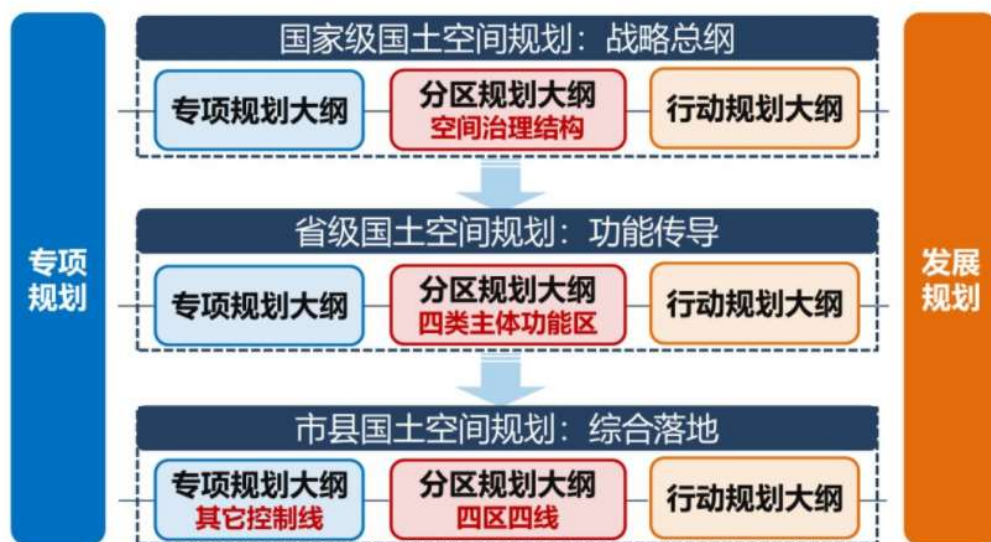 国家级国土空间规划：战略总纲
专项规划大纲
分区规划大纲
空间治理结构
行动规划大纲
专项
规划
省级国土空间规划：功能传导
专项规划大纲
分区规划大纲
四类主体功能区
行动规划大纲
发展
规划
市县国土空间规划：综合落地
专项规划大纲
其它控制线
分区规划大纲
四区四线
行动规划大纲